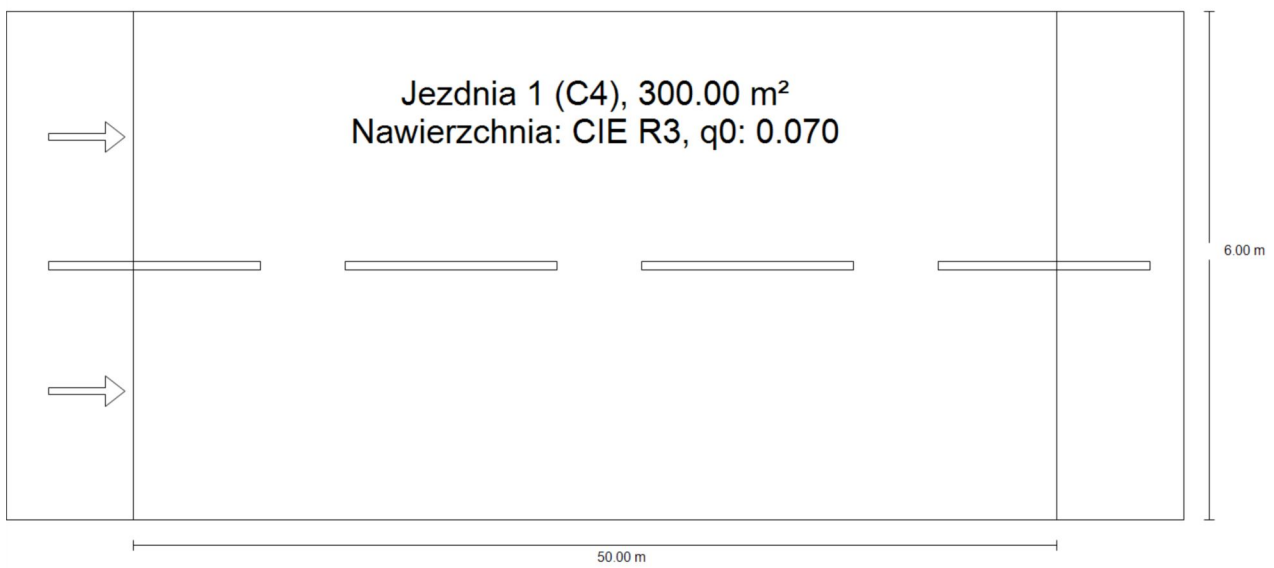 Jezdnia 1 (C4), 300.00 m²
Nawierzchnia: CIE R3, q0: 0.070
6.00 m
50.00 m